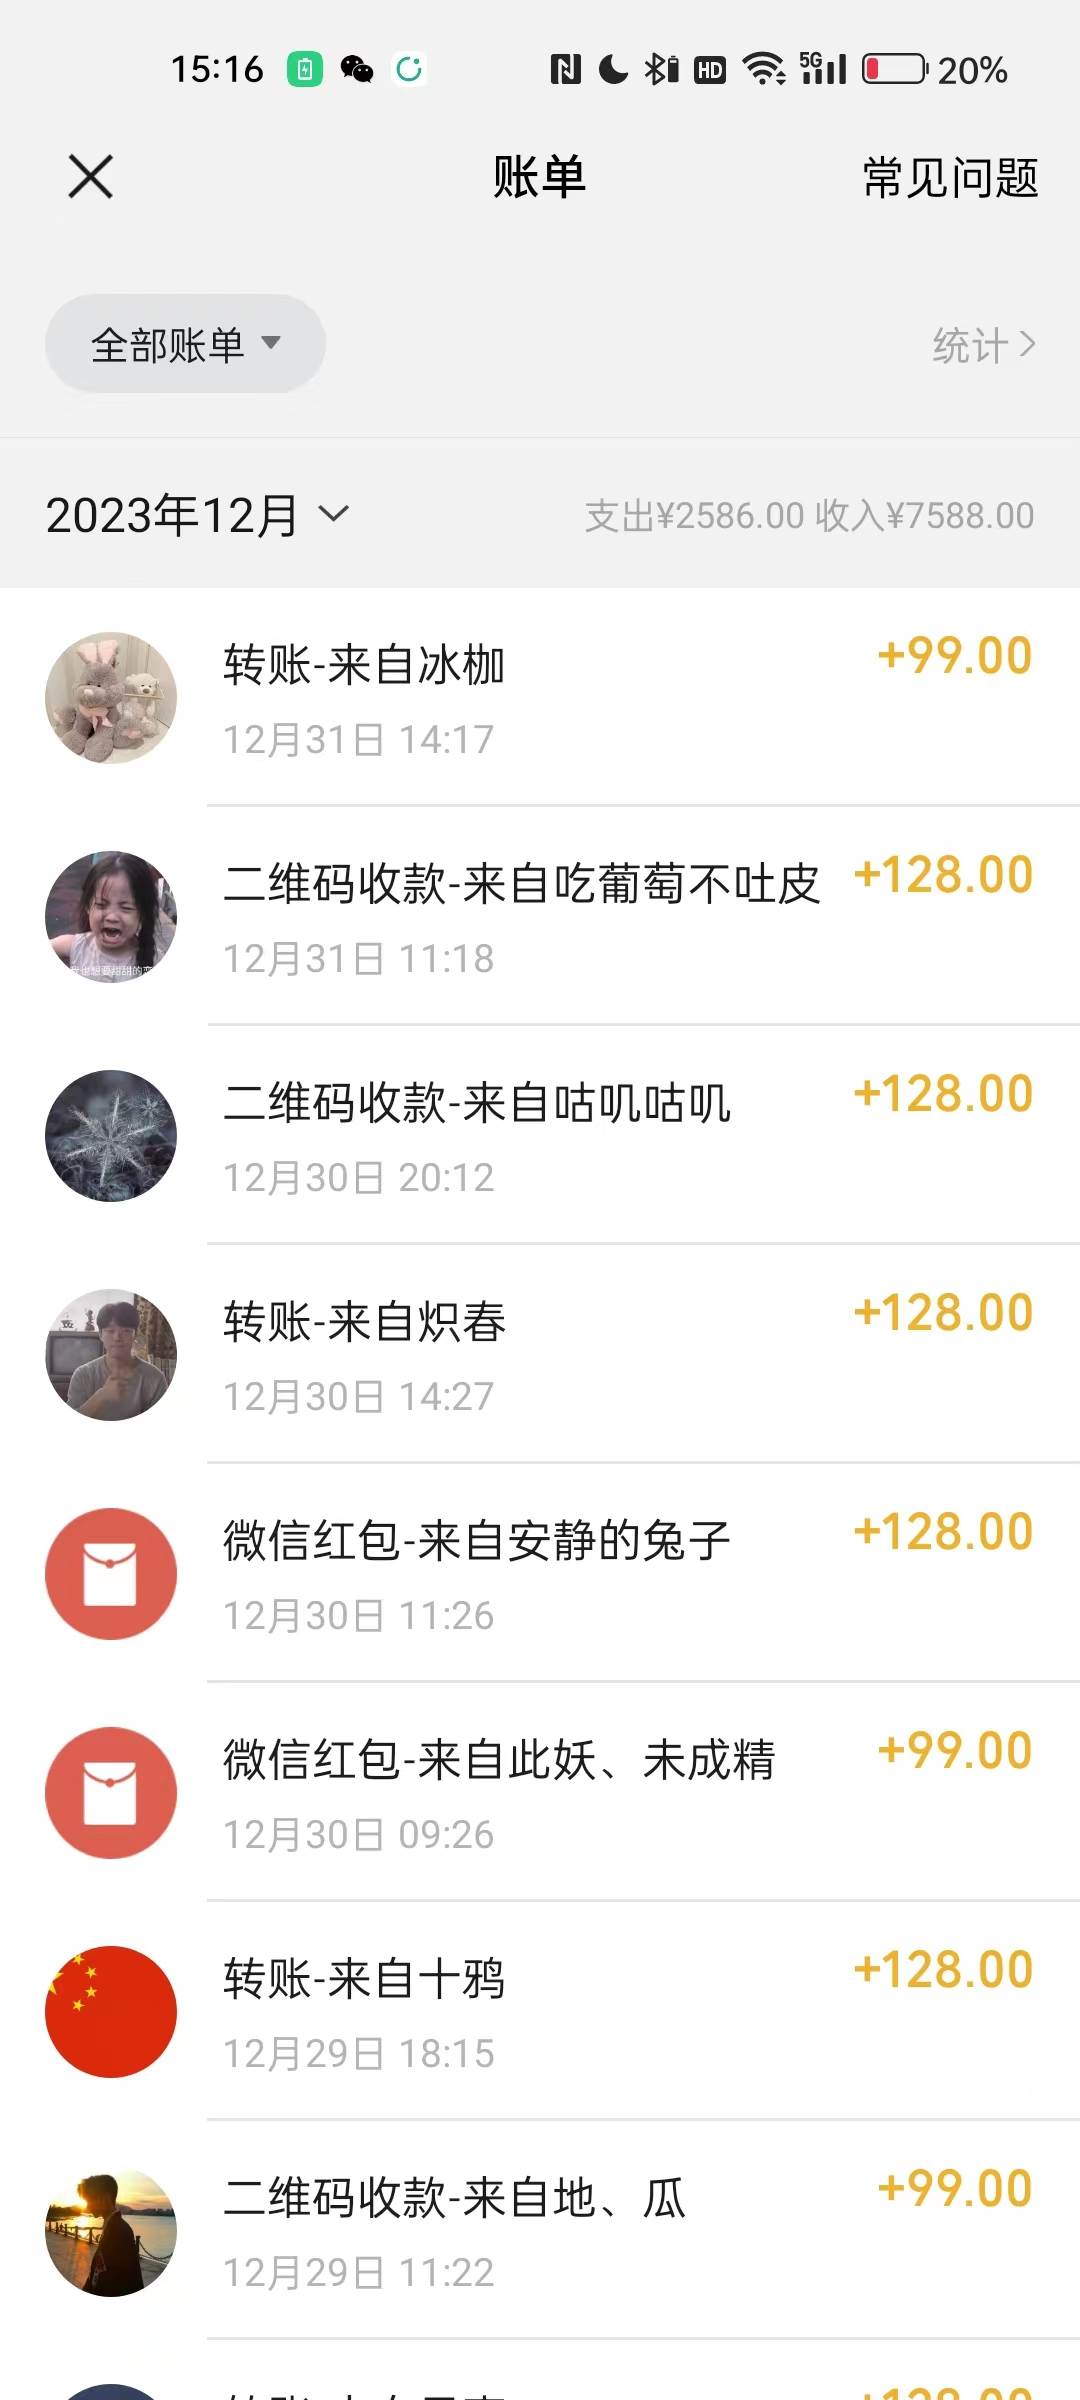 15:16 HD 5G 20%
账单 常见问题
全部账单 统计
2023年12月 支出¥2586.00 收入¥7588.00
转账-来自冰枷 +99.00
12月31日 14:17
二维码收款-来自吃葡萄不吐皮 +128.00
12月31日 11:18
二维码收款-来自咕叽咕叽 +128.00
12月30日 20:12
转账-来自炽春 +128.00
12月30日 14:27
微信红包-来自安静的兔子 +128.00
12月30日 11:26
微信红包-来自此妖、未成精 +99.00
12月30日 09:26
转账-来自十鸦 +128.00
12月29日 18:15
二维码收款-来自地、瓜 +99.00
12月29日 11:22